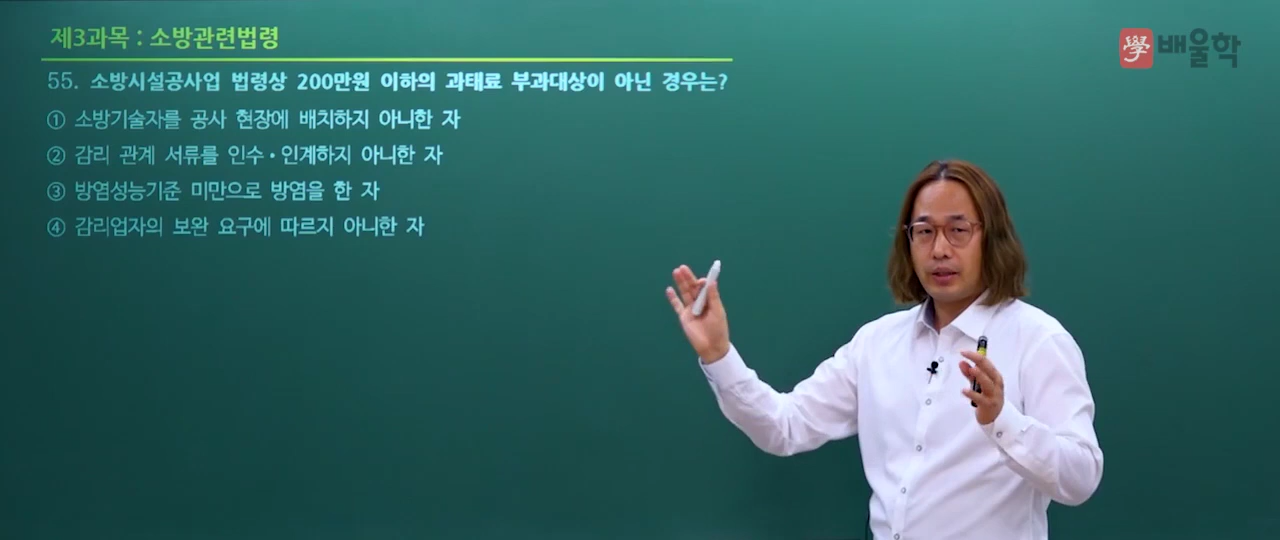 제3과목 : 소방관련법령
學 배울학
55. 소방시설공사업 법령상 200만원 이하의 과태료 부과대상이 아닌 경우는?
① 소방기술자를 공사 현장에 배치하지 아니한 자
② 감리 관계 서류를 인수·인계하지 아니한 자
③ 방염성능기준 미만으로 방염을 한 자
④ 감리업자의 보완 요구에 따르지 아니한 자